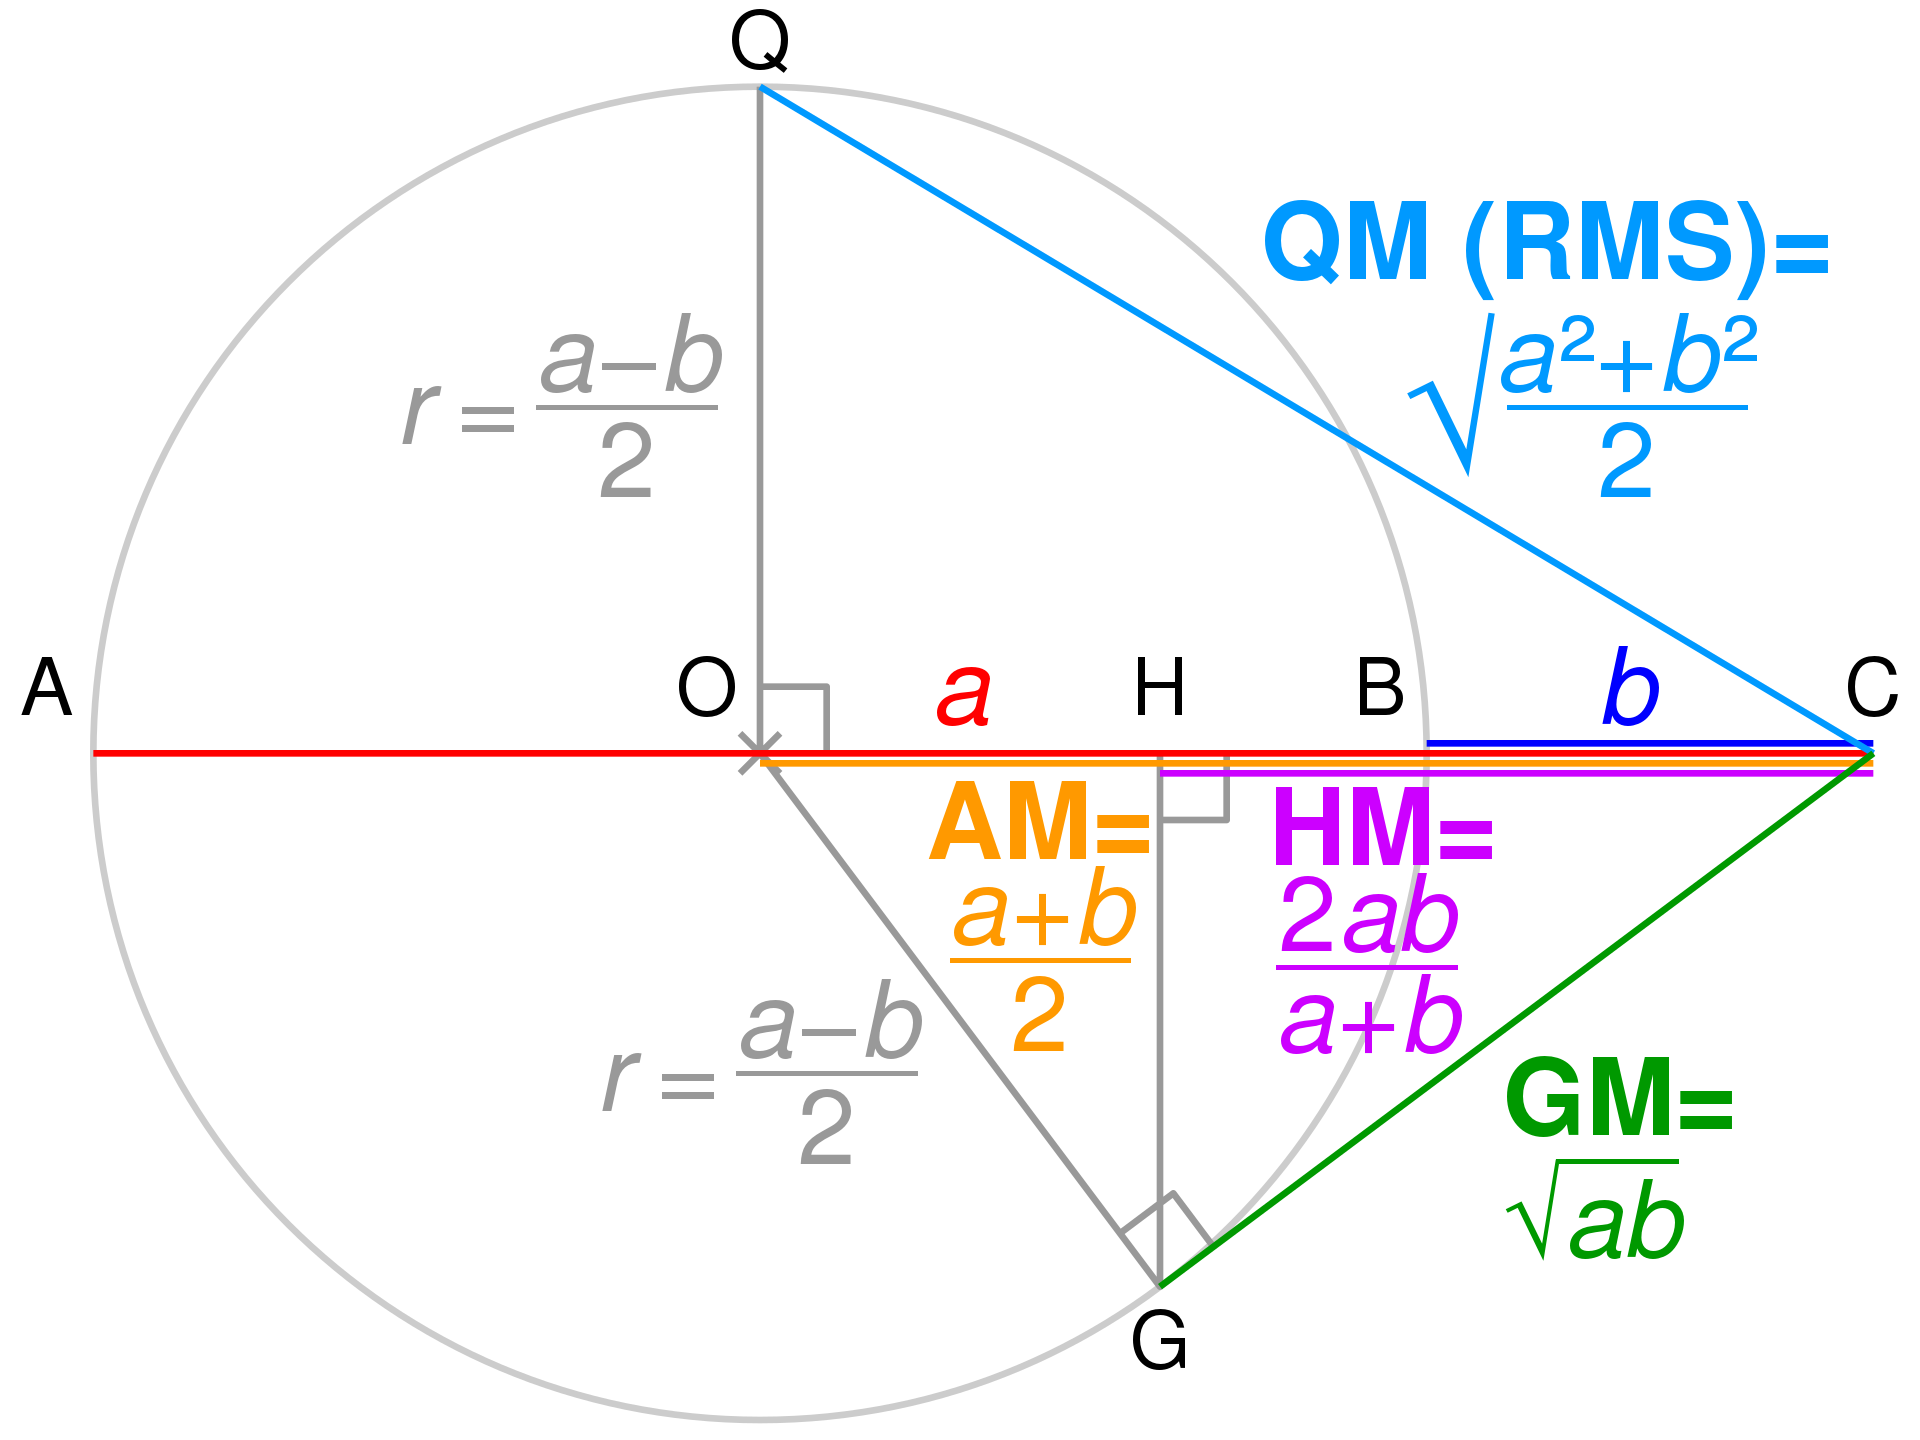 Q
QM (RMS)=
√(a²+b²)/2
r = (a–b)/2
A
O
a
H
B
b
C
AM=
(a+b)/2
HM=
2ab/(a+b)
r = (a–b)/2
GM=
√ab
G